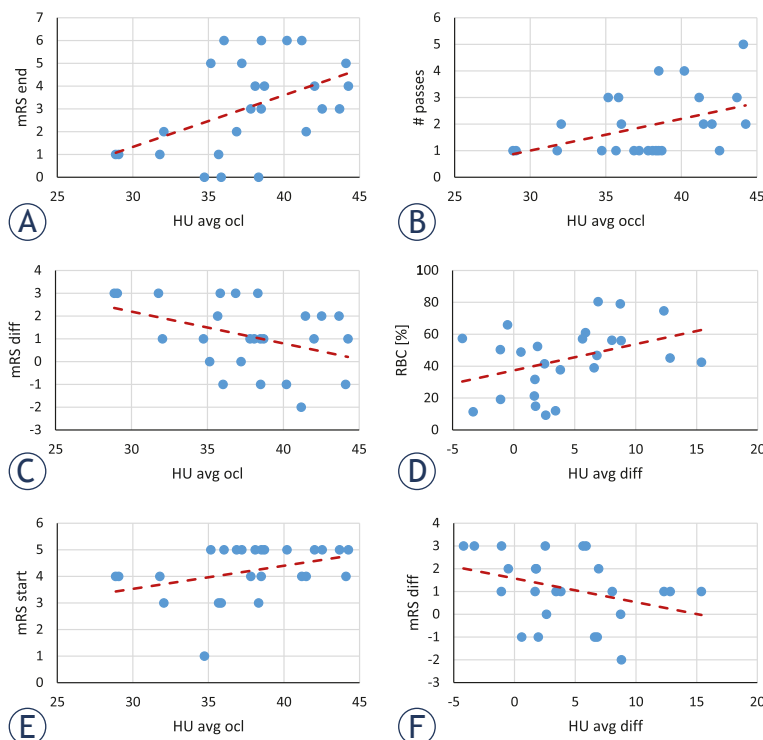 mRS end
7
6
5
4
3
2
1
0
25 30 35 40 45
HU avg ocl
A
# passes
6
5
4
3
2
1
0
25 30 35 40 45
HU avg occl
B
mRS diff
4
3
2
1
0
-1
-2
-3
25 30 35 40 45
HU avg ocl
C
RBC [%]
100
80
60
40
20
0
-5 0 5 10 15 20
HU avg diff
D
mRS start
6
5
4
3
2
1
0
25 30 35 40 45
HU avg ocl
E
mRS diff
4
3
2
1
0
-1
-2
-3
-5 0 5 10 15 20
HU avg diff
F